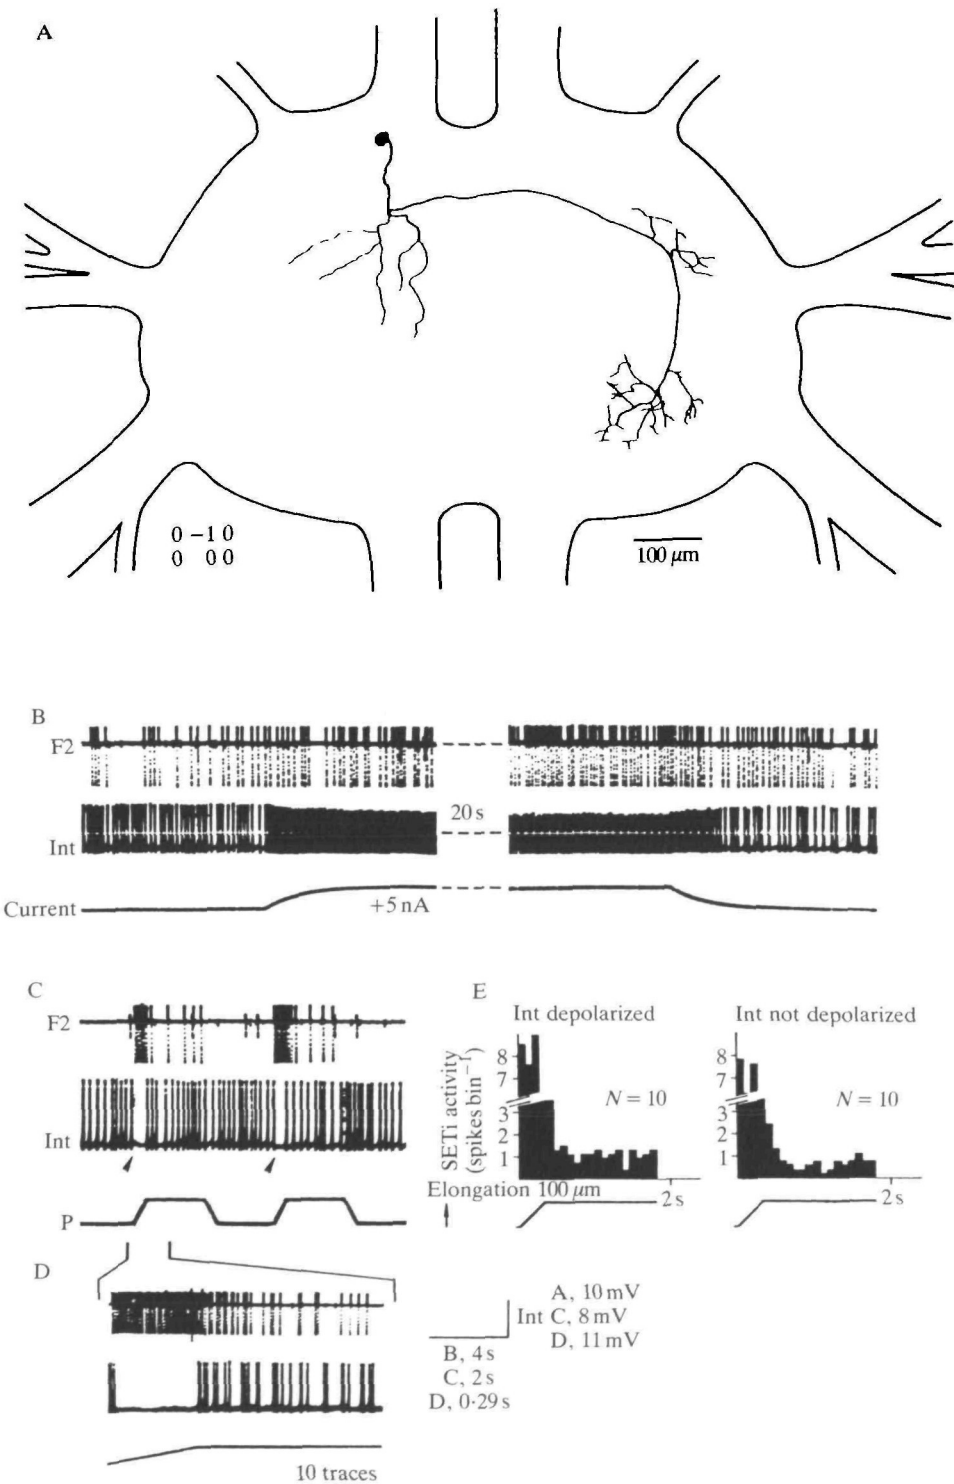 A
0 –1 0
0 0 0
100 μm
B
F2
20 s
Int
Current
+5 nA
C
F2
Int
P
D
10 traces
E
Int depolarized
Int not depolarized
SETi activity
(spikes bin⁻¹)
8
7
3
2
1
N = 10
2 s
8
7
3
2
1
N = 10
2 s
Elongation 100 μm
Int
A, 10 mV
C, 8 mV
D, 11 mV
B, 4 s
C, 2 s
D, 0·29 s